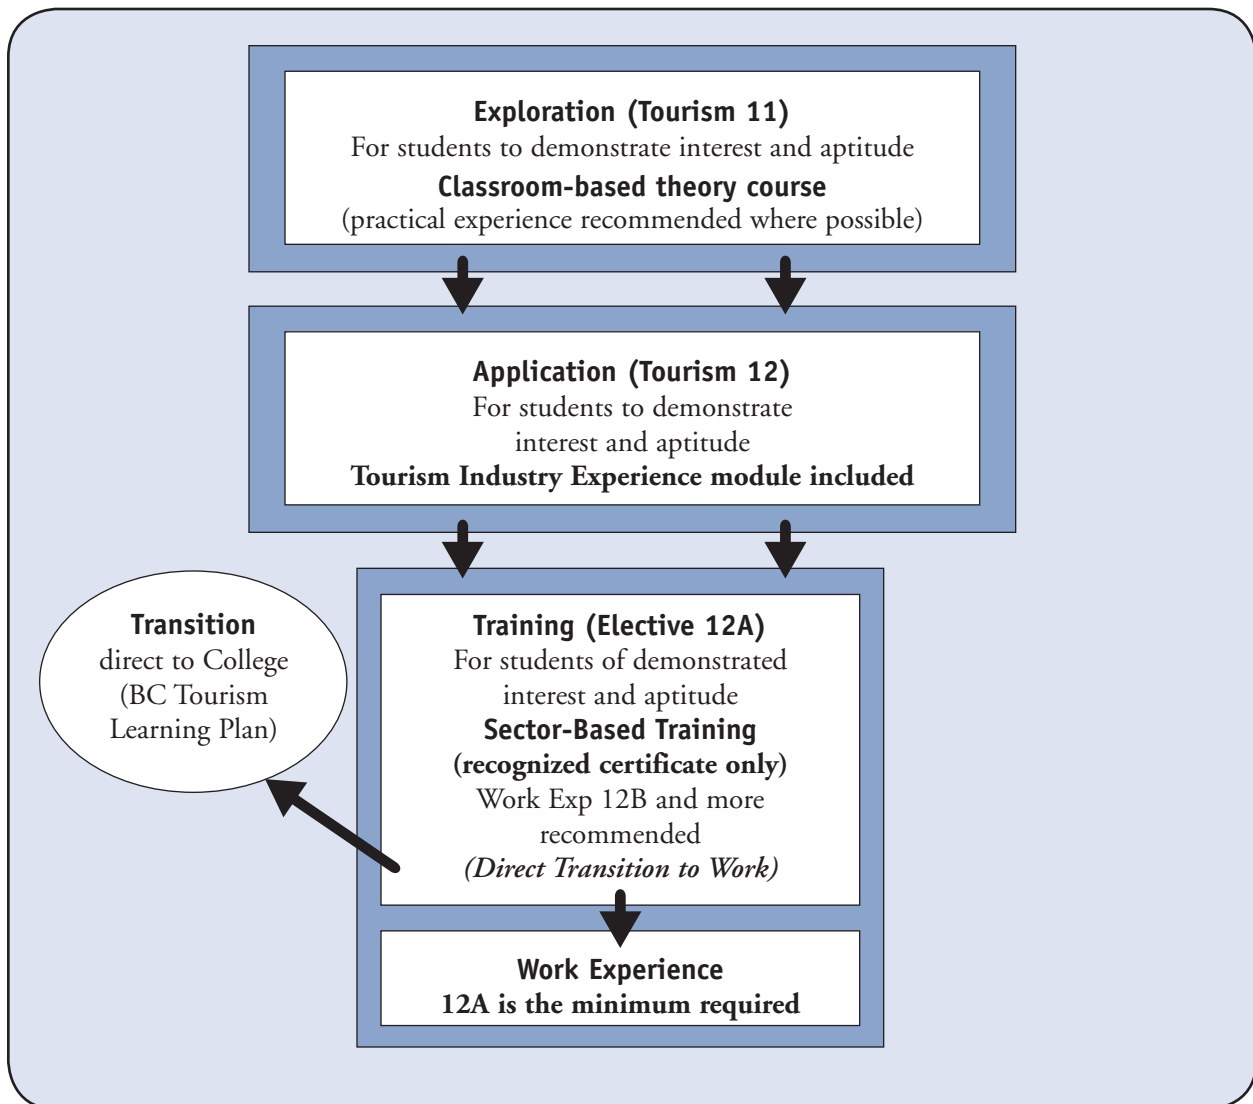 Exploration (Tourism 11)
For students to demonstrate interest and aptitude
Classroom-based theory course
(practical experience recommended where possible)
Application (Tourism 12)
For students to demonstrate
interest and aptitude
Tourism Industry Experience module included
Transition
direct to College
(BC Tourism
Learning Plan)
Training (Elective 12A)
For students of demonstrated
interest and aptitude
Sector-Based Training
(recognized certificate only)
Work Exp 12B and more
recommended
(Direct Transition to Work)
Work Experience
12A is the minimum required